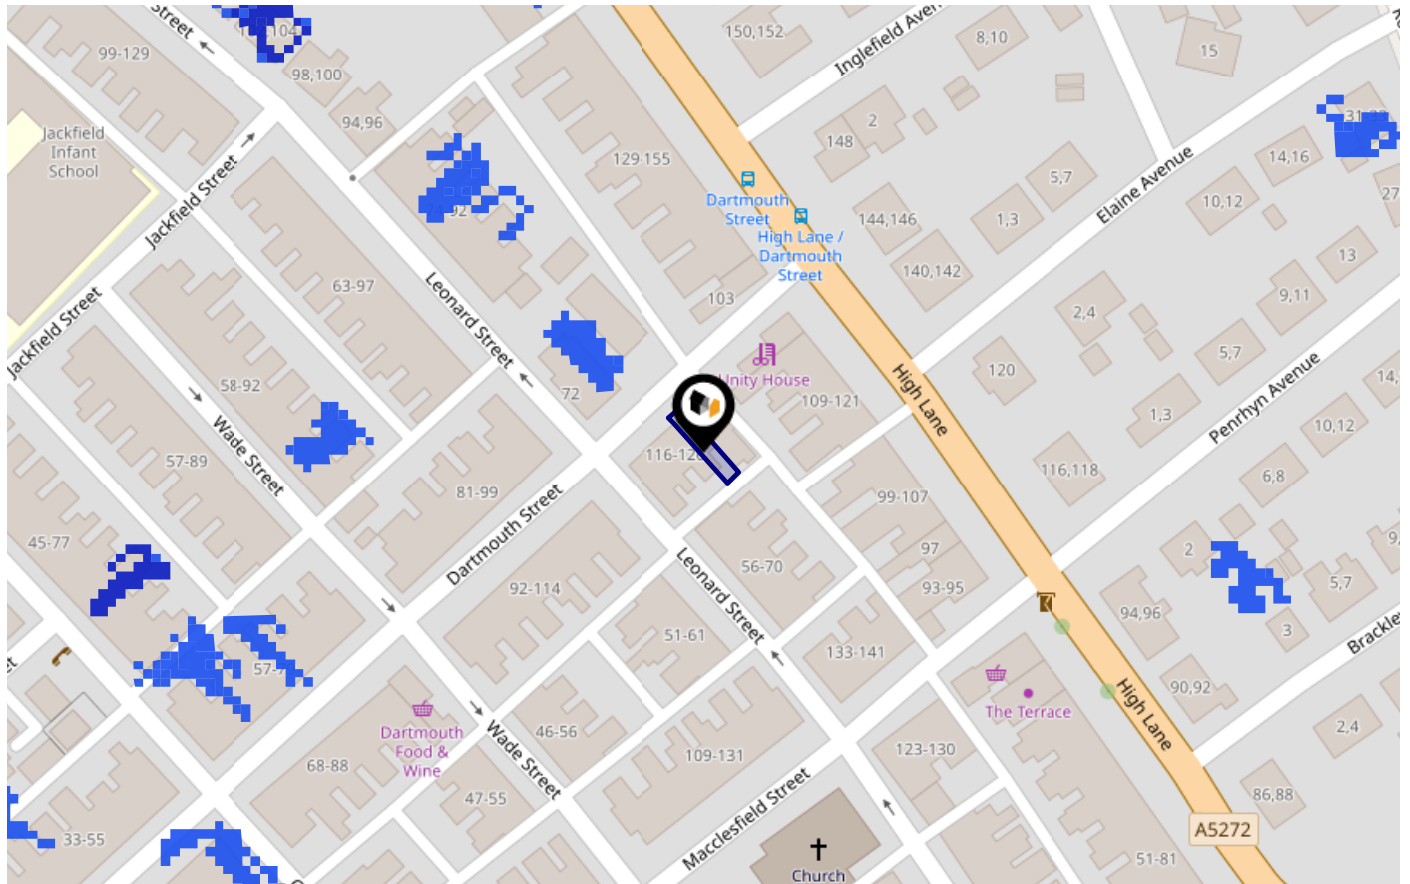 Street
104
150,152
Inglefield Aven
8,10
15
99-129
98,100
94,96
Jackfield
Infant
School
129 155
148
2
31-33
14,16
5,7
27
Jackfield Street
Elaine Avenue
10,12
Dartmouth
Street
High Lane /
Dartmouth
Street
144,146
1,3
92
140,142
13
9,11
63-97
Leonard Street
103
2,4
Jackfield Street
5,7
Unity House
120
14,
58-92
72
109-121
High Lane
Penrhyn Avenue
1,3
10,12
Wade Street
57-89
116-12
116,118
6,8
81-99
99-107
45-77
Dartmouth Street
97
2
9,
56-70
92-114
93-95
5,7
Leonard Street
94,96
3
51-61
Brackle
133-141
57-7
90,92
High Lane
The Terrace
2,4
Dartmouth
Food &
Wine
46-56
Wade Street
109-131
123-130
68-88
47-55
Macclesfield Street
86,88
A5272
33-55
51-81
Church